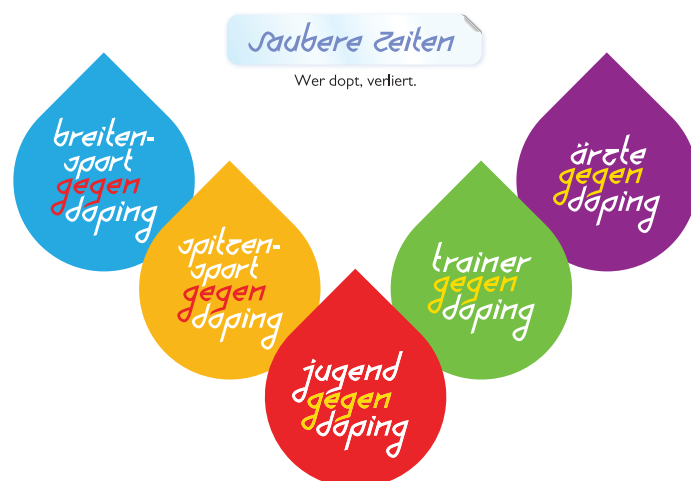 Saubere Zeiten
Wer dopt, verliert.
breiten-
sport
gegen
doping
spitzen-
sport
gegen
doping
jugend
gegen
doping
trainer
gegen
doping
ärzte
gegen
doping